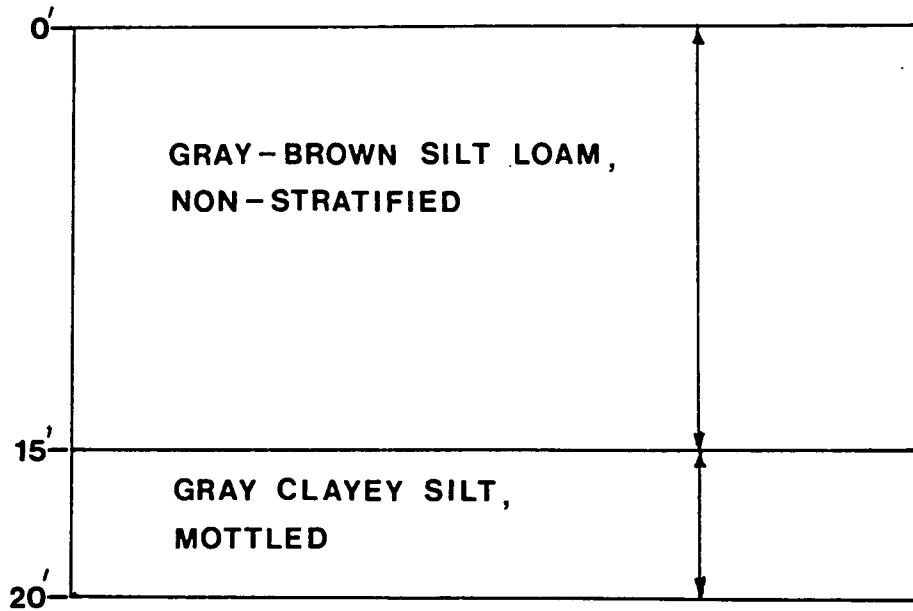 0'
GRAY-BROWN SILT LOAM,
NON-STRATIFIED
15'
GRAY CLAYEY SILT,
MOTTLED
20'